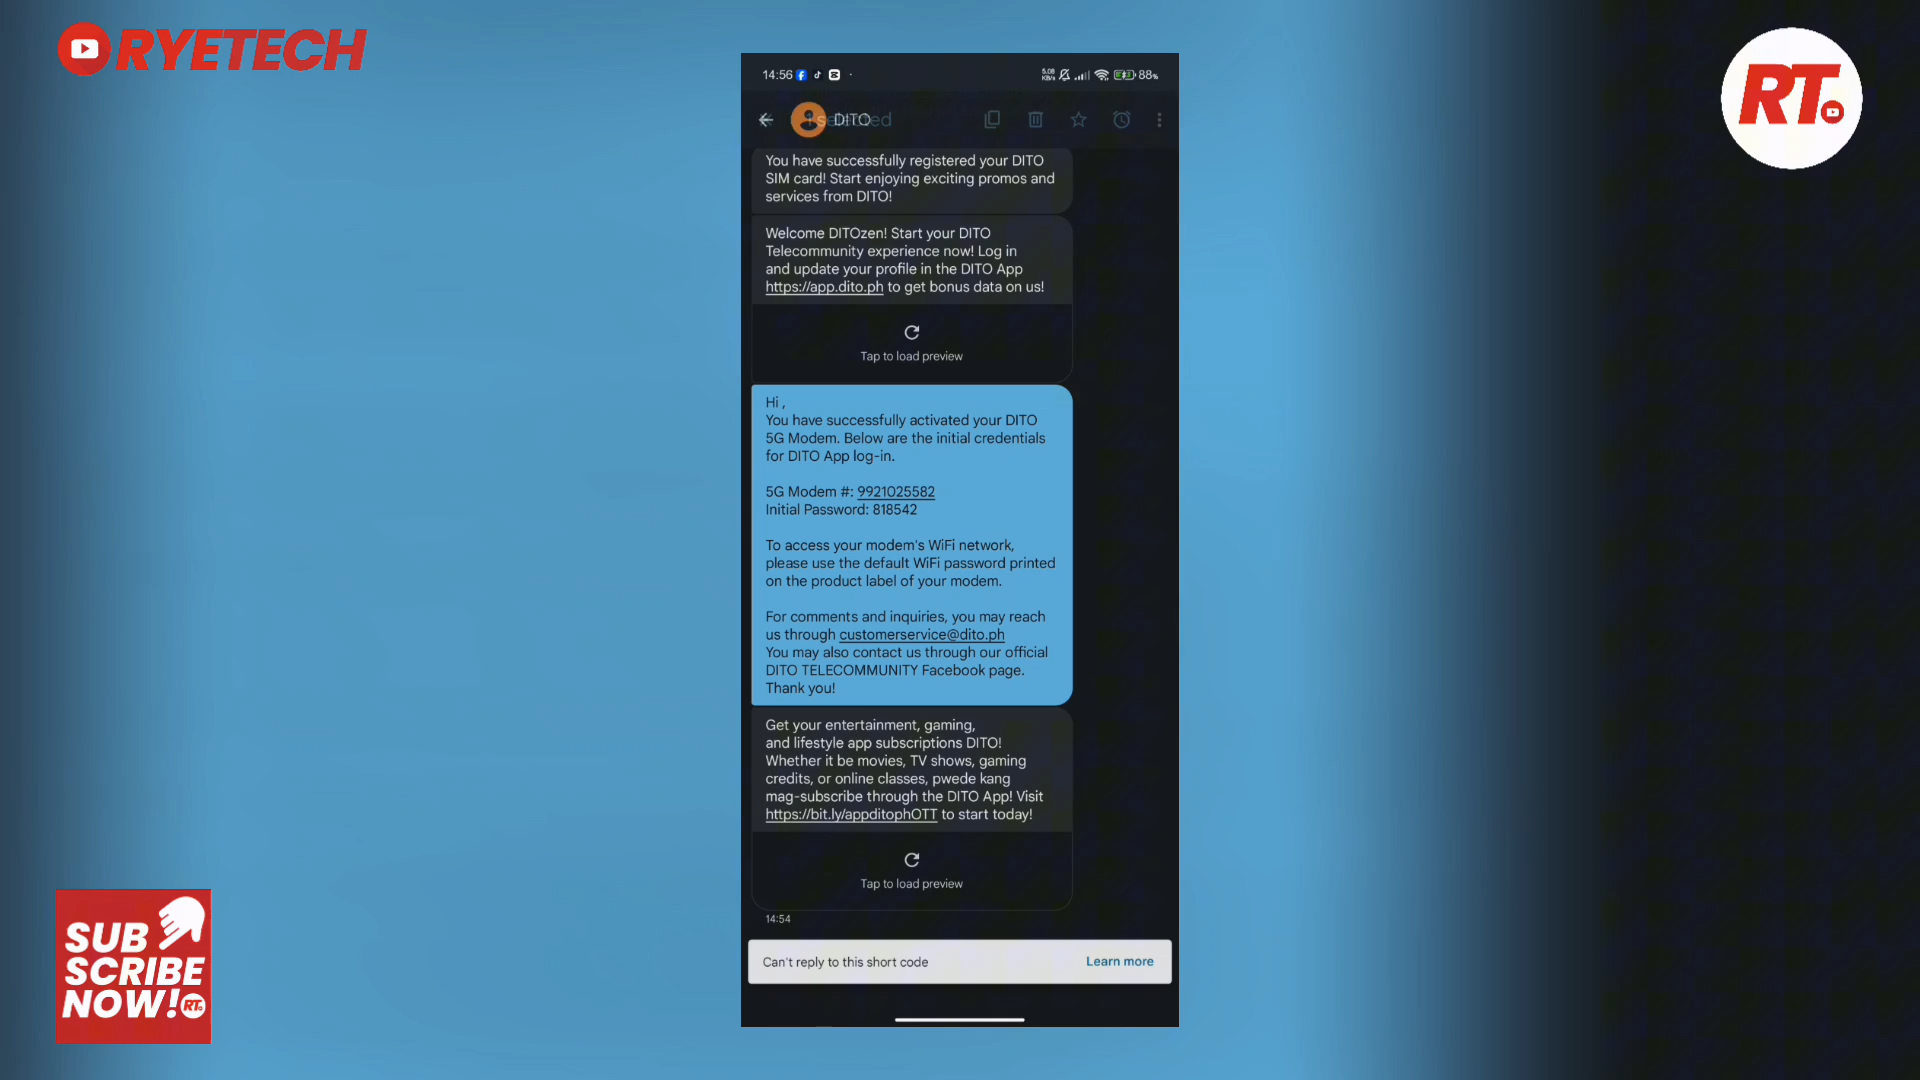 RYETECH
RT
14:56
5.08 KB/s
88%
1 selected
DITO
You have successfully registered your DITO
SIM card! Start enjoying exciting promos and
services from DITO!
Welcome DITOzen! Start your DITO
Telecommunity experience now! Log in
and update your profile in the DITO App
https://app.dito.ph to get bonus data on us!
Tap to load preview
Hi ,
You have successfully activated your DITO
5G Modem. Below are the initial credentials
for DITO App log-in.
5G Modem #: 9921025582
Initial Password: 818542
To access your modem's WiFi network,
please use the default WiFi password printed
on the product label of your modem.
For comments and inquiries, you may reach
us through customerservice@dito.ph
You may also contact us through our official
DITO TELECOMMUNITY Facebook page.
Thank you!
Get your entertainment, gaming,
and lifestyle app subscriptions DITO!
Whether it be movies, TV shows, gaming
credits, or online classes, pwede kang
mag-subscribe through the DITO App! Visit
https://bit.ly/appditophOTT to start today!
Tap to load preview
14:54
Can't reply to this short code
Learn more
SUB
SCRIBE
NOW!
RT